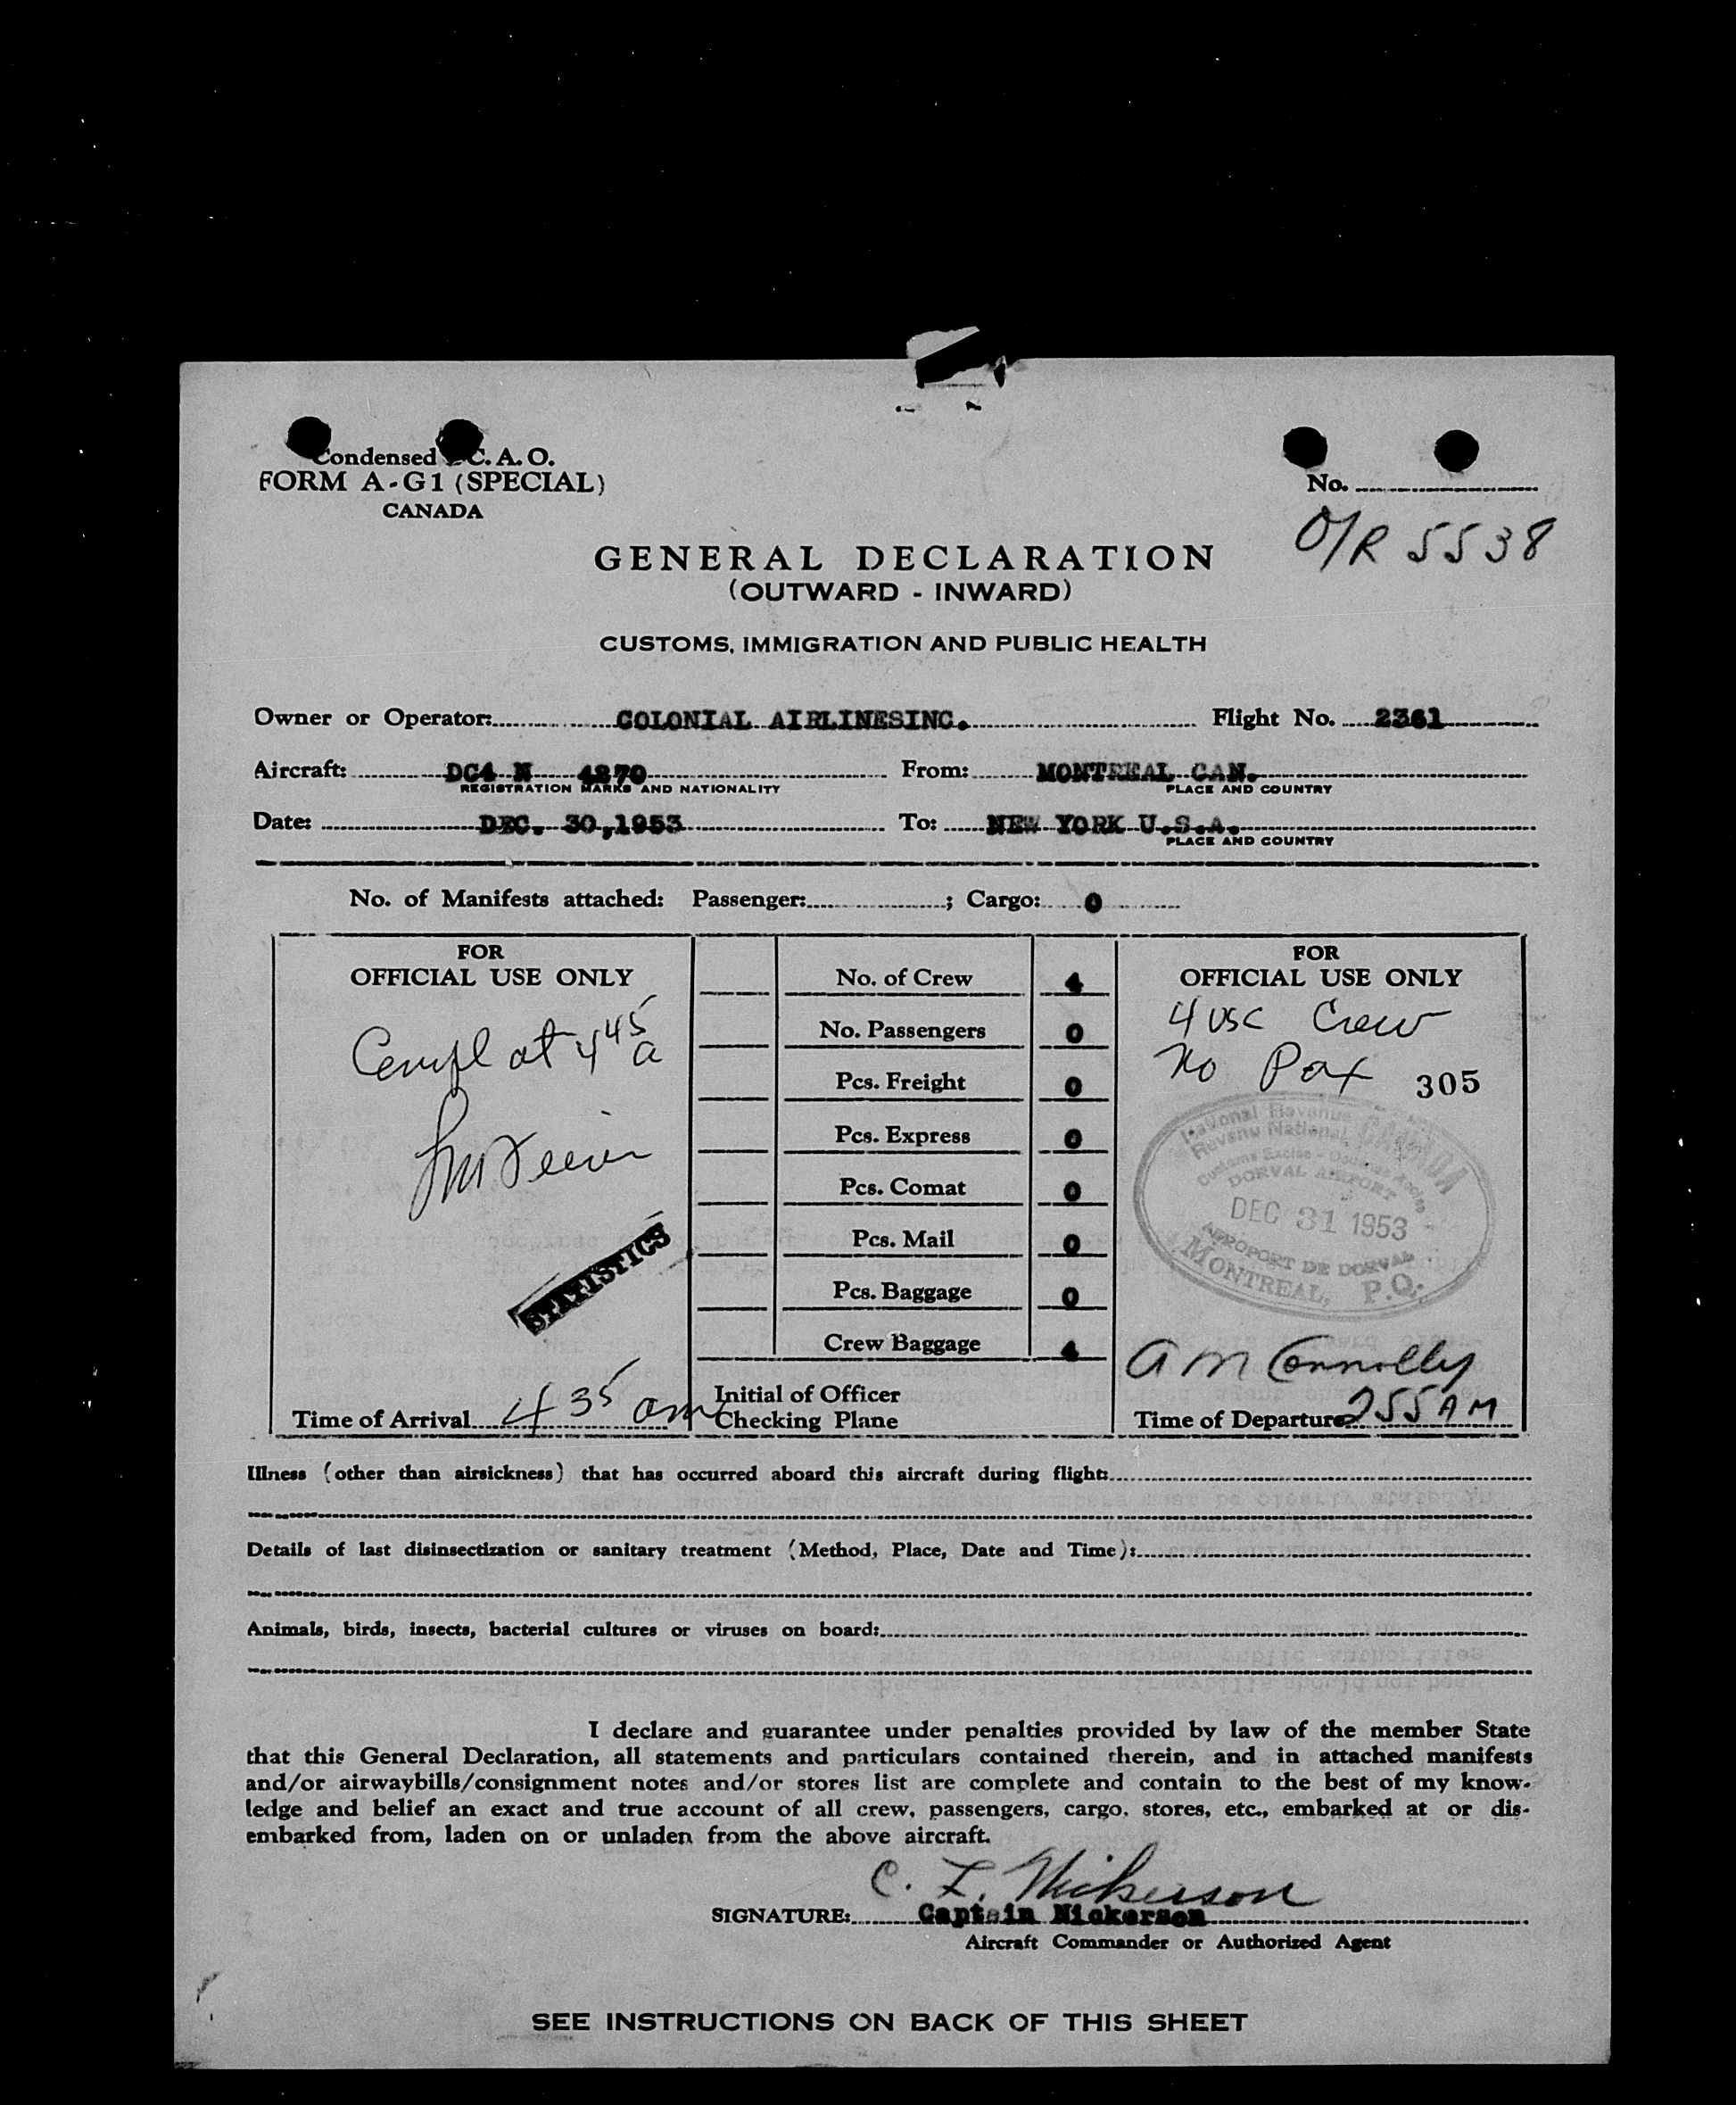 Condensed C. A. O.
FORM A-G1 (SPECIAL)
CANADA
No.
O/R 5538
GENERAL DECLARATION
(OUTWARD - INWARD)
CUSTOMS, IMMIGRATION AND PUBLIC HEALTH
Owner or Operator: COLONIAL AIRLINESINC. Flight No. 2361
Aircraft: DC4 N 4270 From: MONTREAL CAN.
REGISTRATION MARKS AND NATIONALITY PLACE AND COUNTRY
Date: DEC. 30,1953 To: NEW YORK U.S.A.
PLACE AND COUNTRY
No. of Manifests attached: Passenger: ; Cargo: 0
FOR
OFFICIAL USE ONLY
at 4 45 a
STATISTICS
Time of Arrival 4 35 am
No. of Crew 4
No. Passengers 0
Pcs. Freight 0
Pcs. Express 0
Pcs. Comat 0
Pcs. Mail 0
Pcs. Baggage 0
Crew Baggage 4
Initial of Officer
Checking Plane
FOR
OFFICIAL USE ONLY
4 USC Crew
No Pax 305
National Revenue CANADA
Revenu National
Customs Excise - Douanes Accise
DORVAL AIRPORT
DEC 31 1953
AEROPORT DE DORVAL
MONTREAL, P.Q.
A M Connolly
Time of Departure 255 AM
Illness (other than airsickness) that has occurred aboard this aircraft during flight:
Details of last disinsectization or sanitary treatment (Method, Place, Date and Time):
Animals, birds, insects, bacterial cultures or viruses on board:
I declare and guarantee under penalties provided by law of the member State
that this General Declaration, all statements and particulars contained therein, and in attached manifests
and/or airwaybills/consignment notes and/or stores list are complete and contain to the best of my know-
ledge and belief an exact and true account of all crew, passengers, cargo, stores, etc., embarked at or dis-
embarked from, laden on or unladen from the above aircraft.
C. L. Nickerson
SIGNATURE: Captain Nickerson
Aircraft Commander or Authorized Agent
SEE INSTRUCTIONS ON BACK OF THIS SHEET